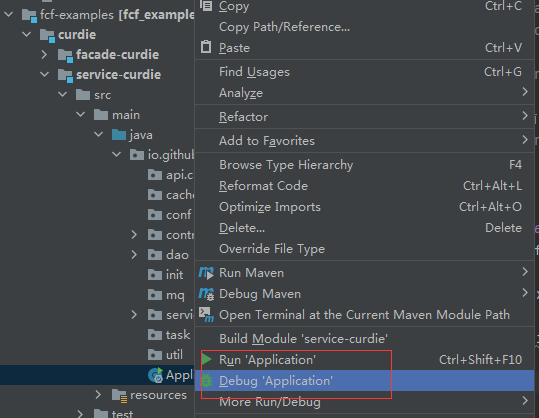 fcf-examples [fcf_example
curdie
facade-curdie
service-curdie
src
main
java
io.github
api.c
cache
conf
contr
dao
init
mq
servic
task
util
Appl
resources
test
Copy Ctrl+C
Copy Path/Reference...
Paste Ctrl+V
Find Usages Ctrl+G
Analyze
Refactor
Add to Favorites
Browse Type Hierarchy F4
Reformat Code Ctrl+Alt+L
Optimize Imports Ctrl+Alt+O
Delete... Delete
Override File Type
Run Maven
Debug Maven
Open Terminal at the Current Maven Module Path
Build Module 'service-curdie'
Run 'Application' Ctrl+Shift+F10
Debug 'Application'
More Run/Debug